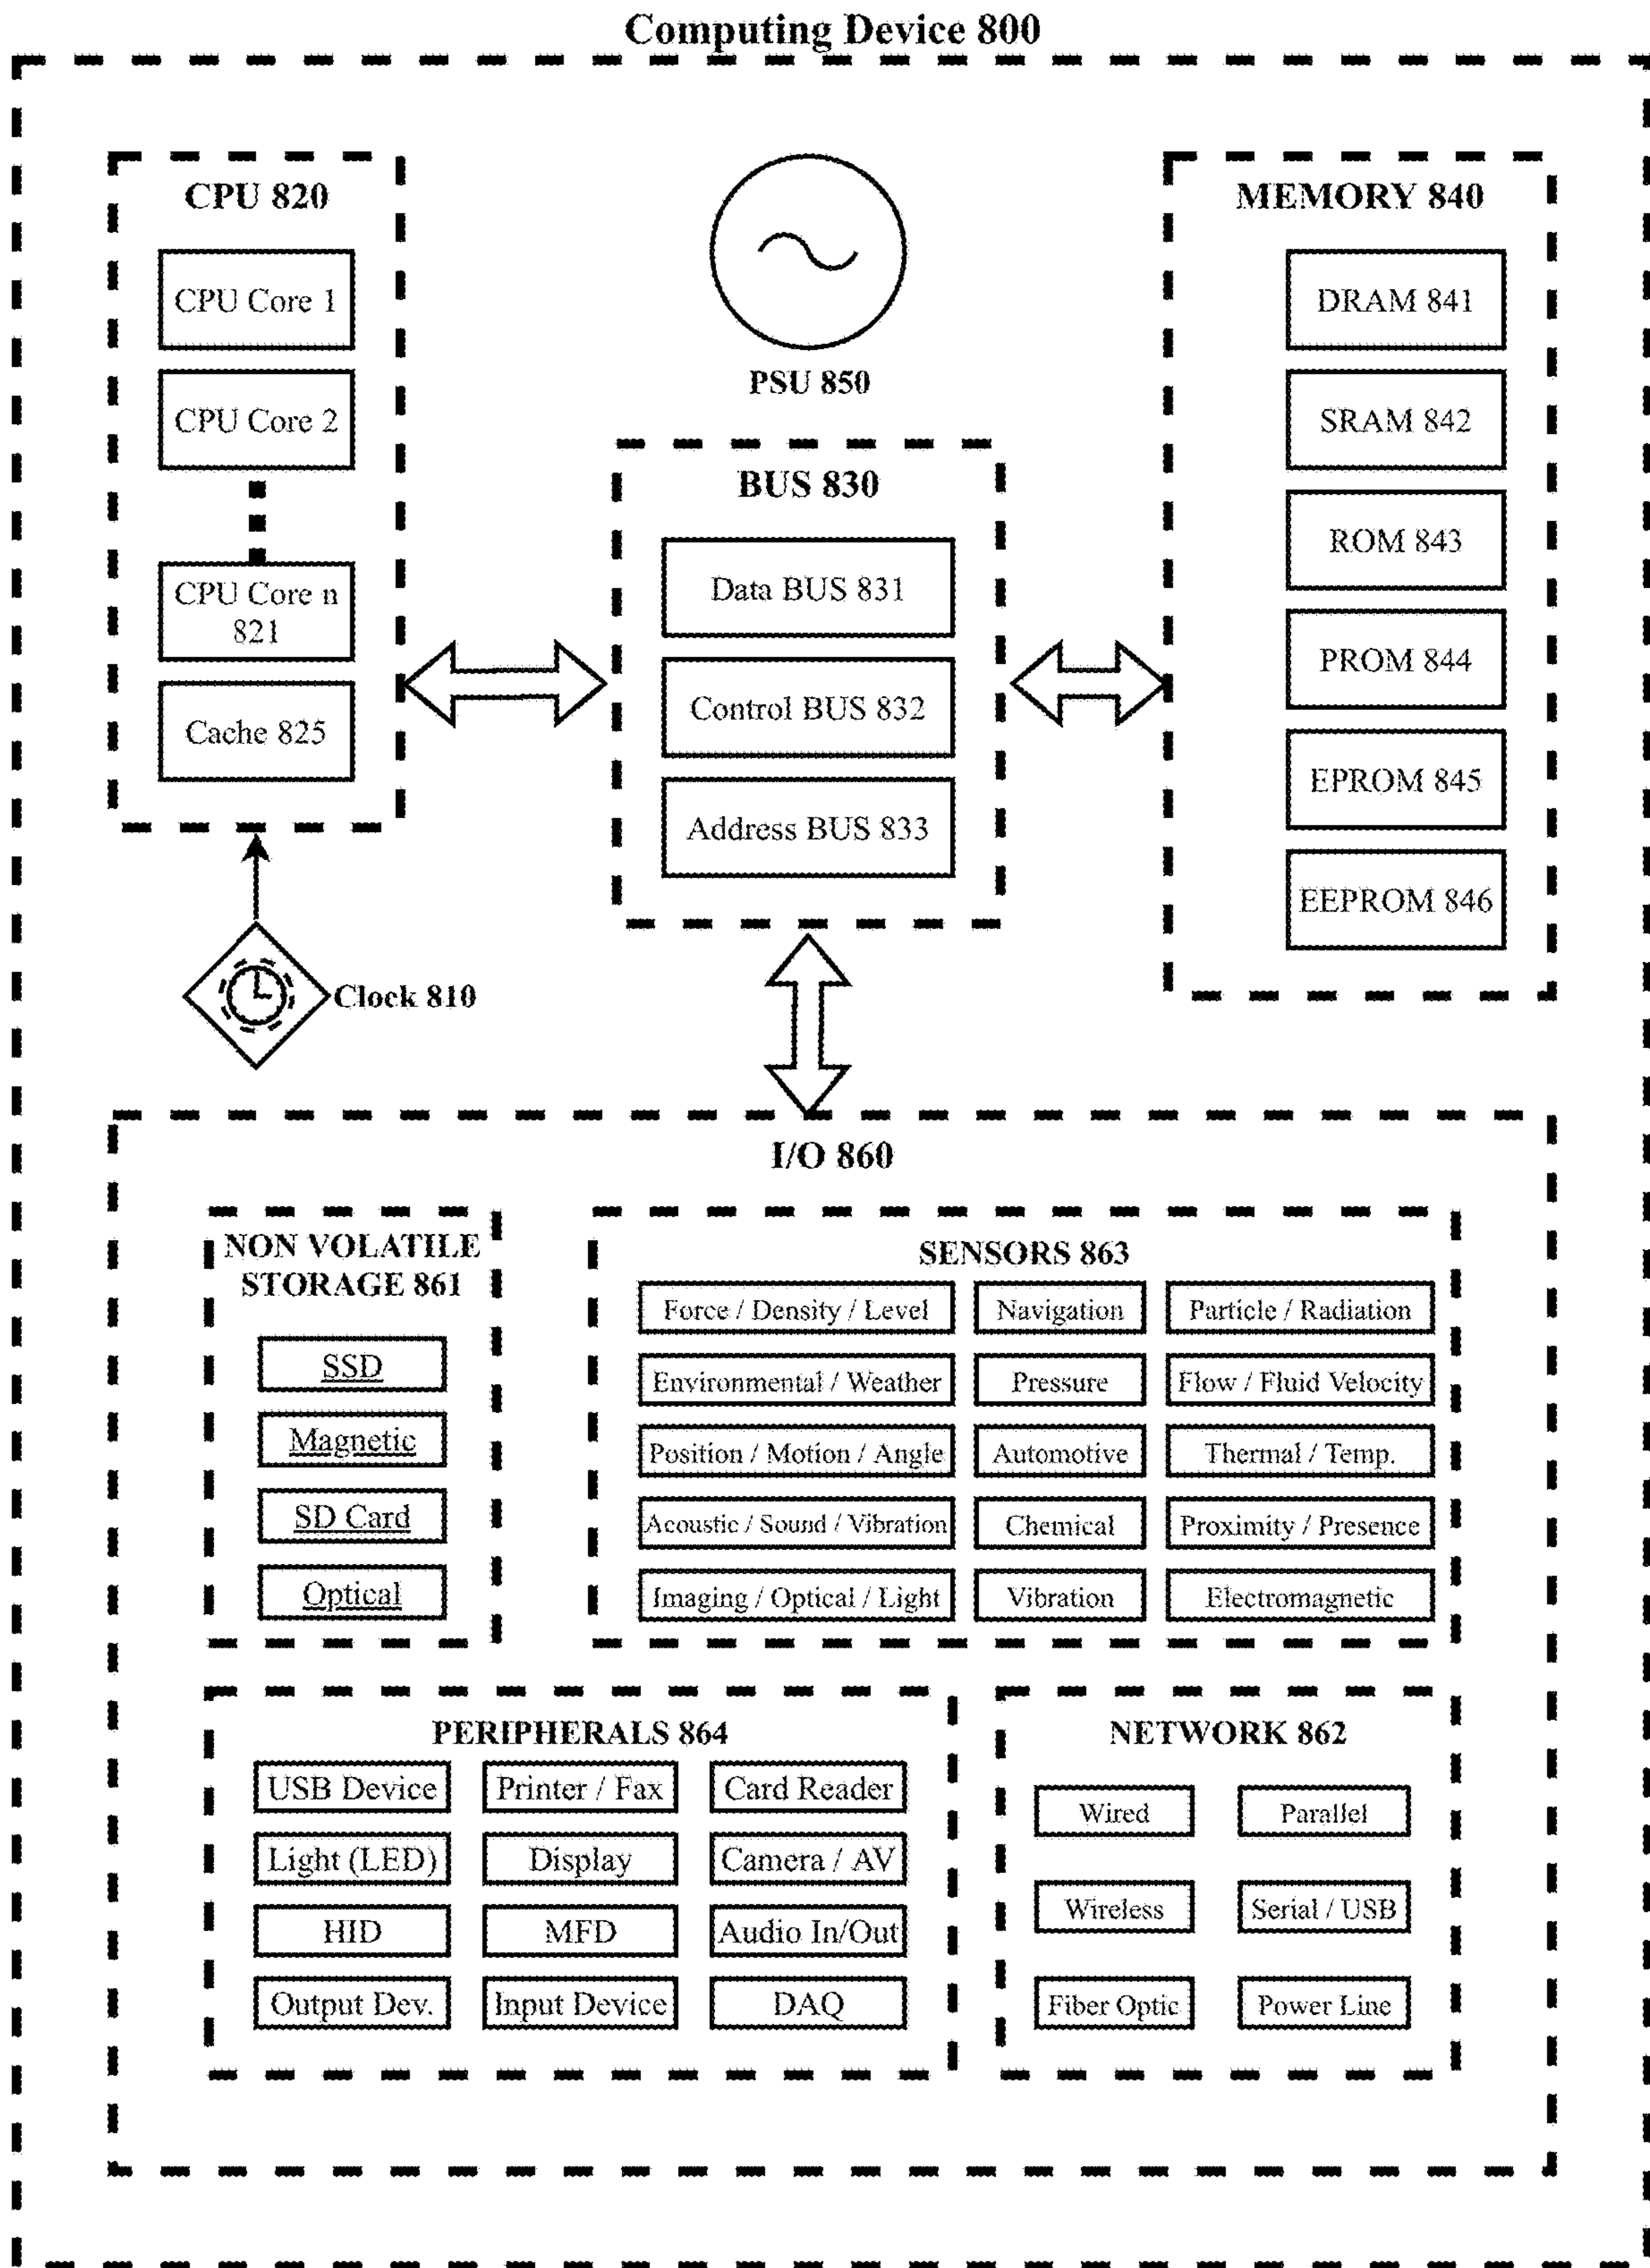 Computing Device 800
CPU 820
CPU Core 1
CPU Core 2
CPU Core n
821
Cache 825
Clock 810
PSU 850
BUS 830
Data BUS 831
Control BUS 832
Address BUS 833
MEMORY 840
DRAM 841
SRAM 842
ROM 843
PROM 844
EPROM 845
EEPROM 846
I/O 860
NON VOLATILE
STORAGE 861
SSD
Magnetic
SD Card
Optical
SENSORS 863
Force / Density / Level
Navigation
Particle / Radiation
Environmental / Weather
Pressure
Flow / Fluid Velocity
Position / Motion / Angle
Automotive
Thermal / Temp.
Acoustic / Sound / Vibration
Chemical
Proximity / Presence
Imaging / Optical / Light
Vibration
Electromagnetic
PERIPHERALS 864
USB Device
Printer / Fax
Card Reader
Light (LED)
Display
Camera / AV
HID
MFD
Audio In/Out
Output Dev.
Input Device
DAQ
NETWORK 862
Wired
Parallel
Wireless
Serial / USB
Fiber Optic
Power Line